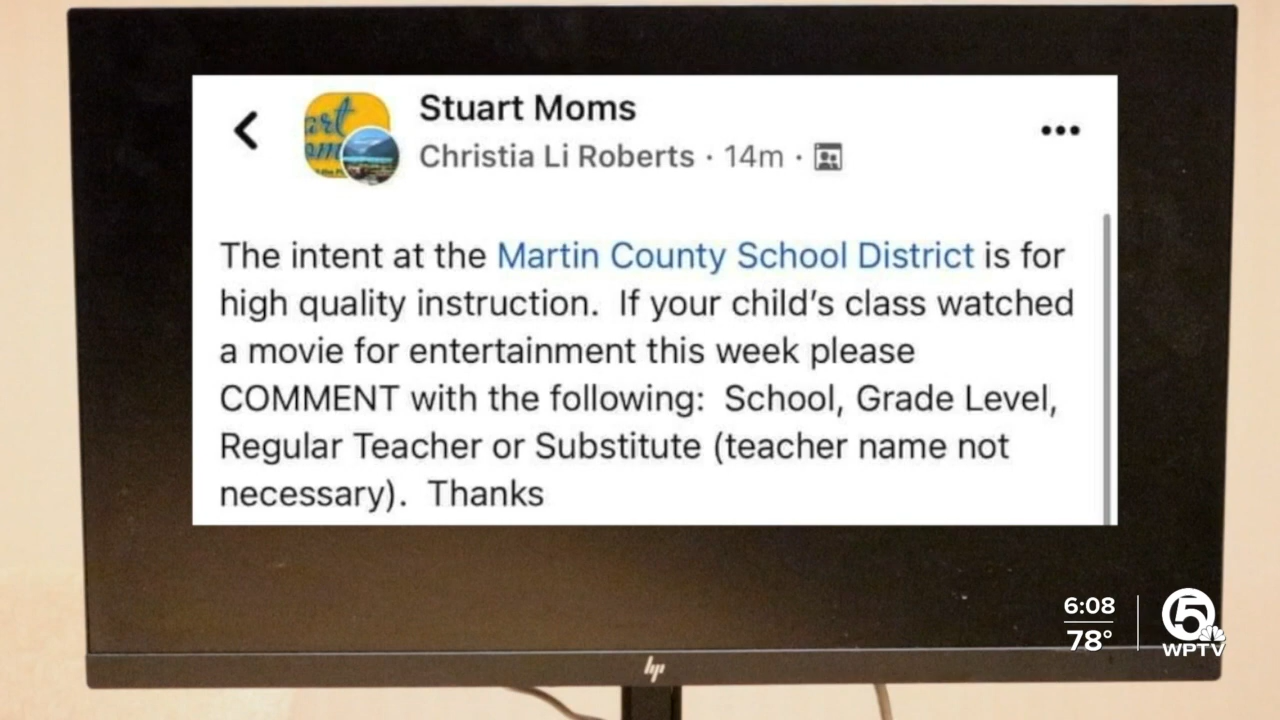 Stuart Moms
Christia Li Roberts · 14m ·
The intent at the Martin County School District is for
high quality instruction.  If your child's class watched
a movie for entertainment this week please
COMMENT with the following:  School, Grade Level,
Regular Teacher or Substitute (teacher name not
necessary).  Thanks
6:08
78°
5
WPTV
hp